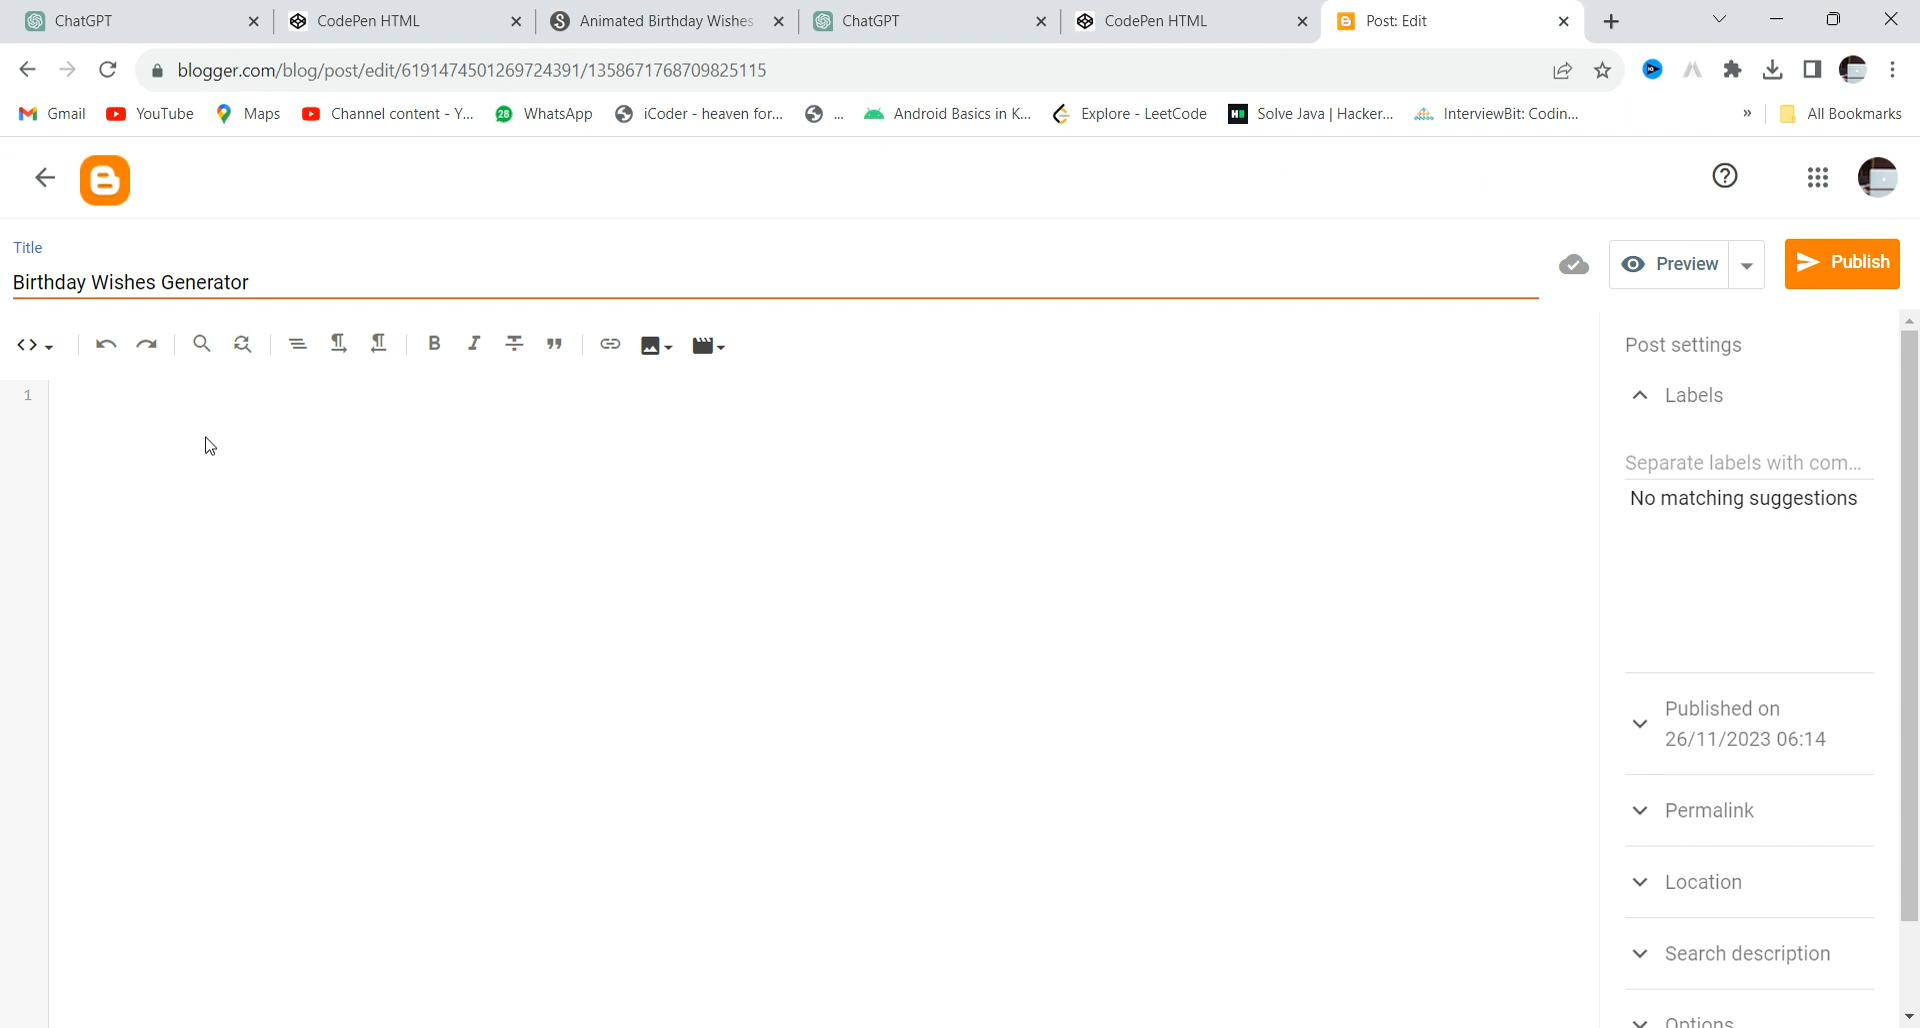 ChatGPT CodePen HTML Animated Birthday Wishes ChatGPT CodePen HTML Post: Edit
blogger.com/blog/post/edit/6191474501269724391/1358671768709825115
Gmail YouTube Maps Channel content - Y... 28 WhatsApp iCoder - heaven for... ... Android Basics in K... Explore - LeetCode Solve Java | Hacker... InterviewBit: Codin... » All Bookmarks
Title
Birthday Wishes Generator
Preview
Publish
1
Post settings
Labels
Separate labels with com...
No matching suggestions
Published on
26/11/2023 06:14
Permalink
Location
Search description
Options